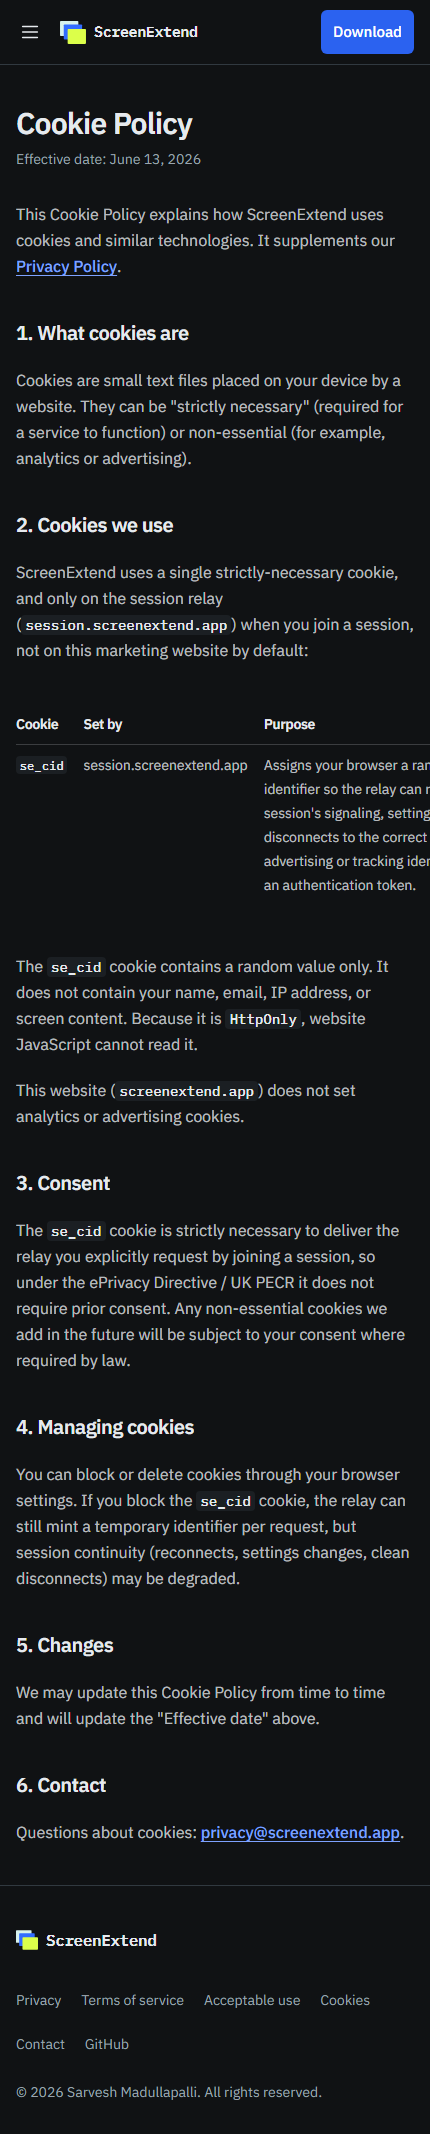 ScreenExtend
Download
Cookie Policy
Effective date: June 13, 2026
This Cookie Policy explains how ScreenExtend uses
cookies and similar technologies. It supplements our
Privacy Policy.
1. What cookies are
Cookies are small text files placed on your device by a
website. They can be "strictly necessary" (required for
a service to function) or non-essential (for example,
analytics or advertising).
2. Cookies we use
ScreenExtend uses a single strictly-necessary cookie,
and only on the session relay
(session.screenextend.app) when you join a session,
not on this marketing website by default:
Cookie Set by Purpose
se_cid session.screenextend.app Assigns your browser a
identifier so the relay can
session's signaling,
disconnects to the correct
advertising or tracking
an authentication token.
The se_cid cookie contains a random value only. It
does not contain your name, email, IP address, or
screen content. Because it is HttpOnly, website
JavaScript cannot read it.
This website (screenextend.app) does not set
analytics or advertising cookies.
3. Consent
The se_cid cookie is strictly necessary to deliver the
relay you explicitly request by joining a session, so
under the ePrivacy Directive / UK PECR it does not
require prior consent. Any non-essential cookies we
add in the future will be subject to your consent where
required by law.
4. Managing cookies
You can block or delete cookies through your browser
settings. If you block the se_cid cookie, the relay can
still mint a temporary identifier per request, but
session continuity (reconnects, settings changes, clean
disconnects) may be degraded.
5. Changes
We may update this Cookie Policy from time to time
and will update the "Effective date" above.
6. Contact
Questions about cookies: privacy@screenextend.app.
ScreenExtend
Privacy Terms of service Acceptable use Cookies
Contact GitHub
© 2026 Sarvesh Madullapalli. All rights reserved.